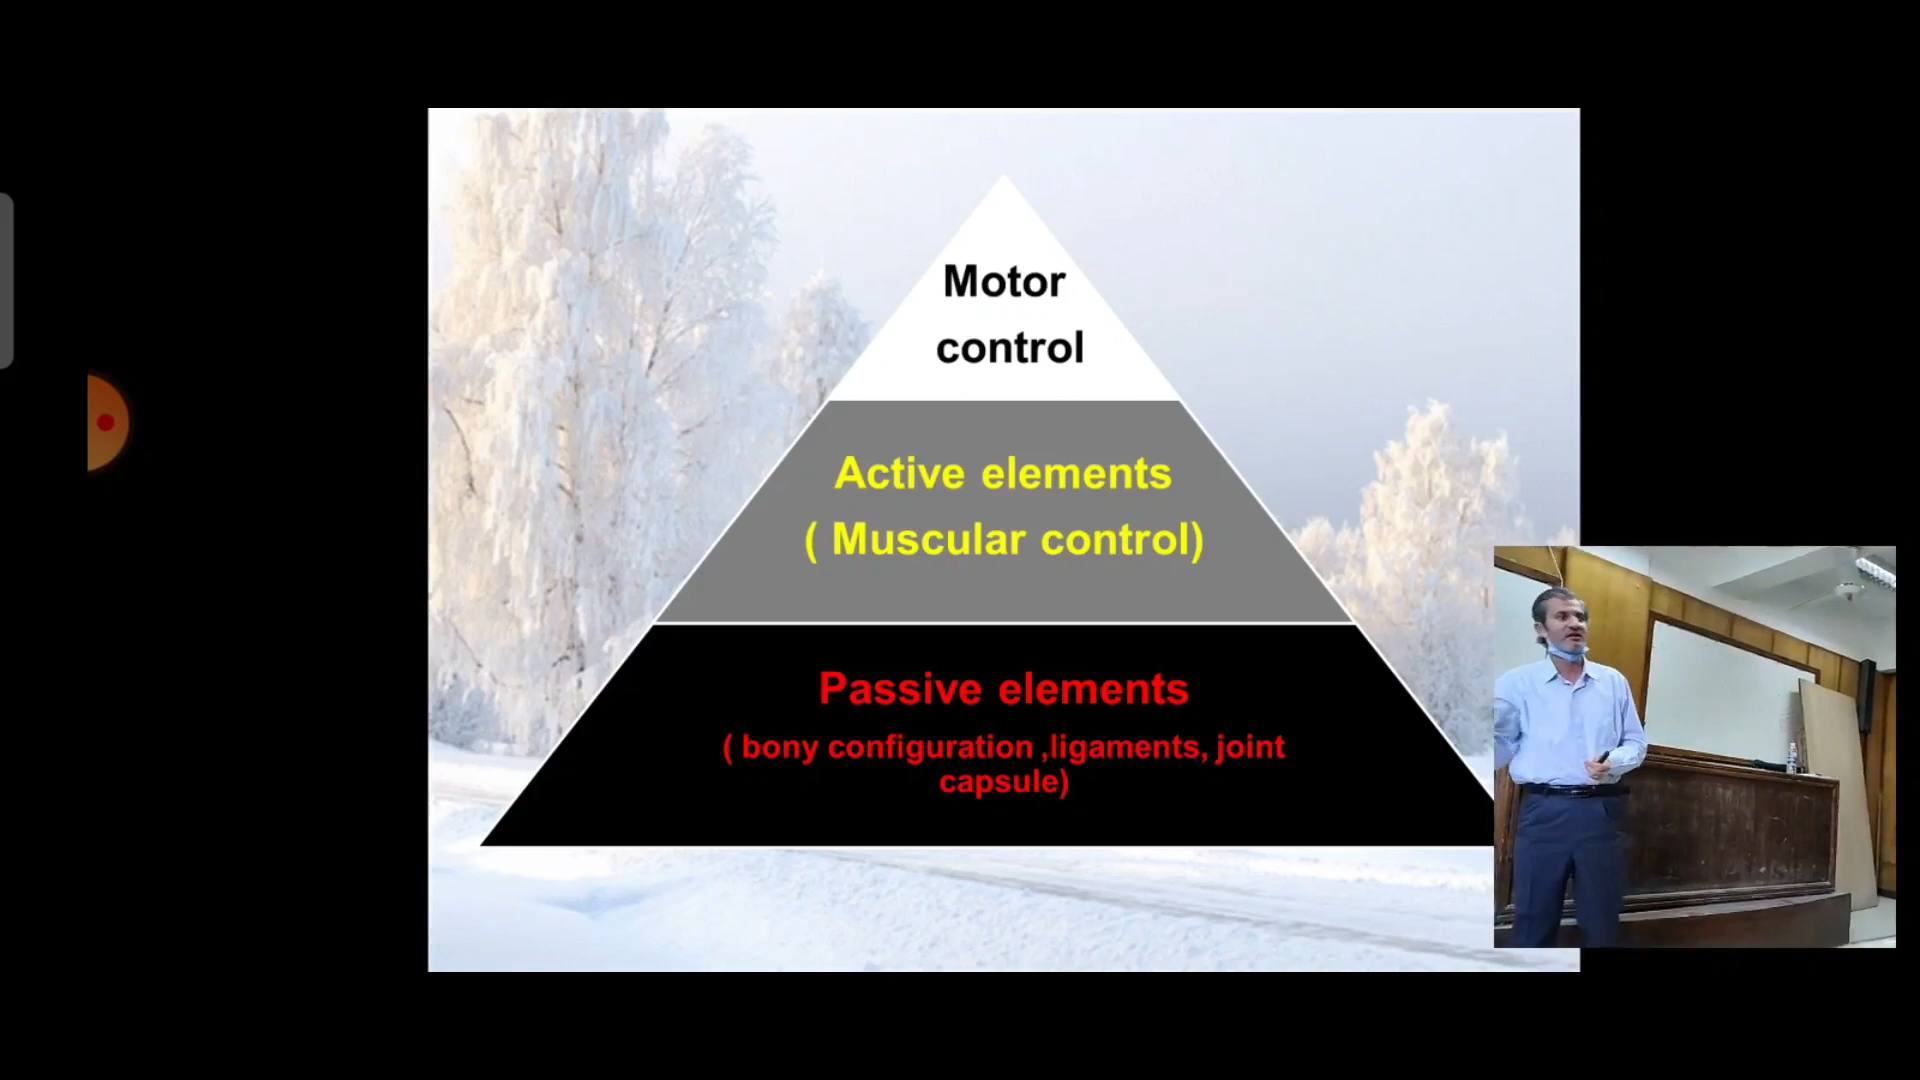 Motor
control
Active elements
( Muscular control)
Passive elements
( bony configuration ,ligaments, joint
capsule)